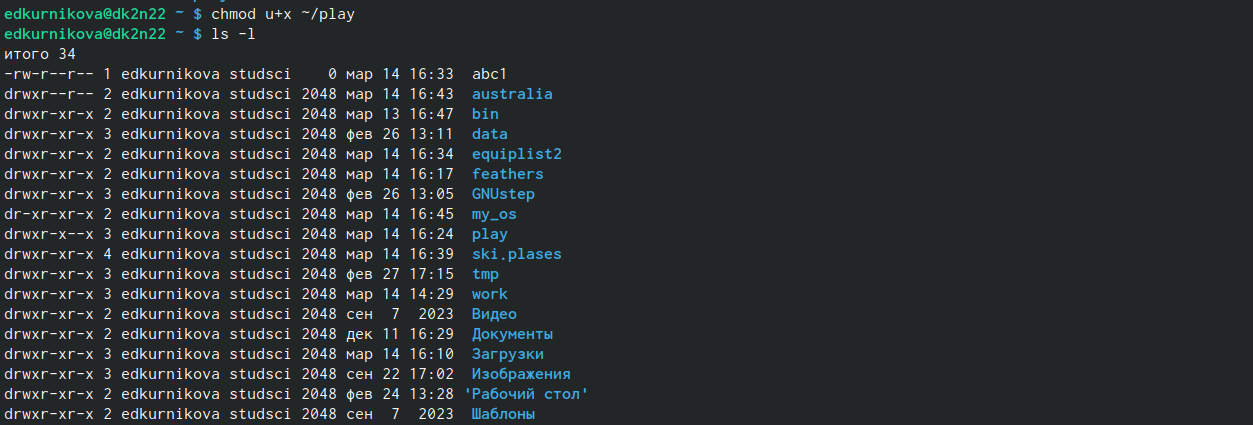 edkurnikova@dk2n22 ~ $ chmod u+x ~/play
edkurnikova@dk2n22 ~ $ ls -l
итого 34
-rw-r--r-- 1 edkurnikova studsci    0 мар 14 16:33  abc1
drwxr--r-- 2 edkurnikova studsci 2048 мар 14 16:43  australia
drwxr-xr-x 2 edkurnikova studsci 2048 мар 13 16:47  bin
drwxr-xr-x 3 edkurnikova studsci 2048 фев 26 13:11  data
drwxr-xr-x 2 edkurnikova studsci 2048 мар 14 16:34  equiplist2
drwxr-xr-x 2 edkurnikova studsci 2048 мар 14 16:17  feathers
drwxr-xr-x 3 edkurnikova studsci 2048 фев 26 13:05  GNUstep
dr-xr-xr-x 2 edkurnikova studsci 2048 мар 14 16:45  my_os
drwx--x--x 3 edkurnikova studsci 2048 мар 14 16:24  play
drwxr-xr-x 4 edkurnikova studsci 2048 мар 14 16:39  ski.plases
drwxr-xr-x 3 edkurnikova studsci 2048 фев 27 17:15  tmp
drwxr-xr-x 3 edkurnikova studsci 2048 мар 14 14:29  work
drwxr-xr-x 2 edkurnikova studsci 2048 сен  7  2023  Видео
drwxr-xr-x 2 edkurnikova studsci 2048 дек 11 16:29  Документы
drwxr-xr-x 3 edkurnikova studsci 2048 мар 14 16:10  Загрузки
drwxr-xr-x 3 edkurnikova studsci 2048 сен 22 17:02  Изображения
drwxr-xr-x 2 edkurnikova studsci 2048 фев 24 13:28 'Рабочий стол'
drwxr-xr-x 2 edkurnikova studsci 2048 сен  7  2023  Шаблоны